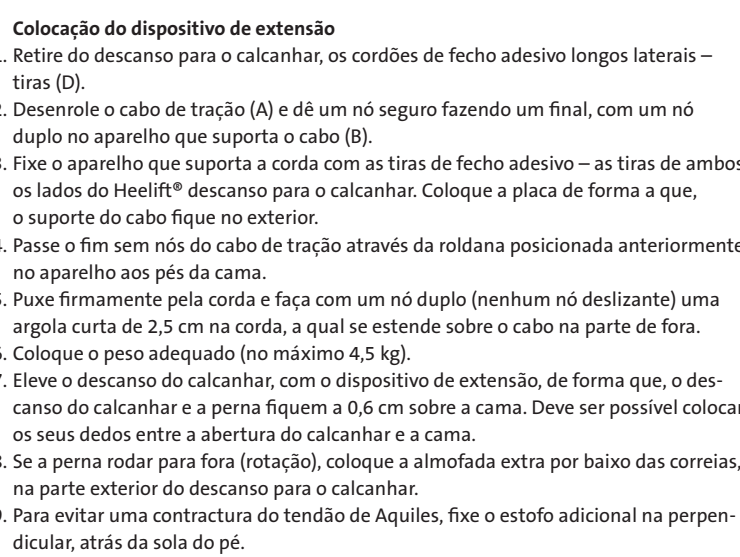 Colocação do dispositivo de extensão
. Retire do descanso para o calcanhar, os cordões de fecho adesivo longos laterais –
tiras (D).
. Desenrole o cabo de tração (A) e dê um nó seguro fazendo um final, com um nó
duplo no aparelho que suporta o cabo (B).
. Fixe o aparelho que suporta a corda com as tiras de fecho adesivo – as tiras de ambos
os lados do Heelift® descanso para o calcanhar. Coloque a placa de forma a que,
o suporte do cabo fique no exterior.
. Passe o fim sem nós do cabo de tração através da roldana posicionada anteriormente
no aparelho aos pés da cama.
. Puxe firmamente pela corda e faça com um nó duplo (nenhum nó deslizante) uma
argola curta de 2,5 cm na corda, a qual se estende sobre o cabo na parte de fora.
. Coloque o peso adequado (no máximo 4,5 kg).
. Eleve o descanso do calcanhar, com o dispositivo de extensão, de forma que, o des-
canso do calcanhar e a perna fiquem a 0,6 cm sobre a cama. Deve ser possível colocar
os seus dedos entre a abertura do calcanhar e a cama.
. Se a perna rodar para fora (rotação), coloque a almofada extra por baixo das correias,
na parte exterior do descanso para o calcanhar.
. Para evitar uma contractura do tendão de Aquiles, fixe o estofo adicional na perpen-
dicular, atrás da sola do pé.